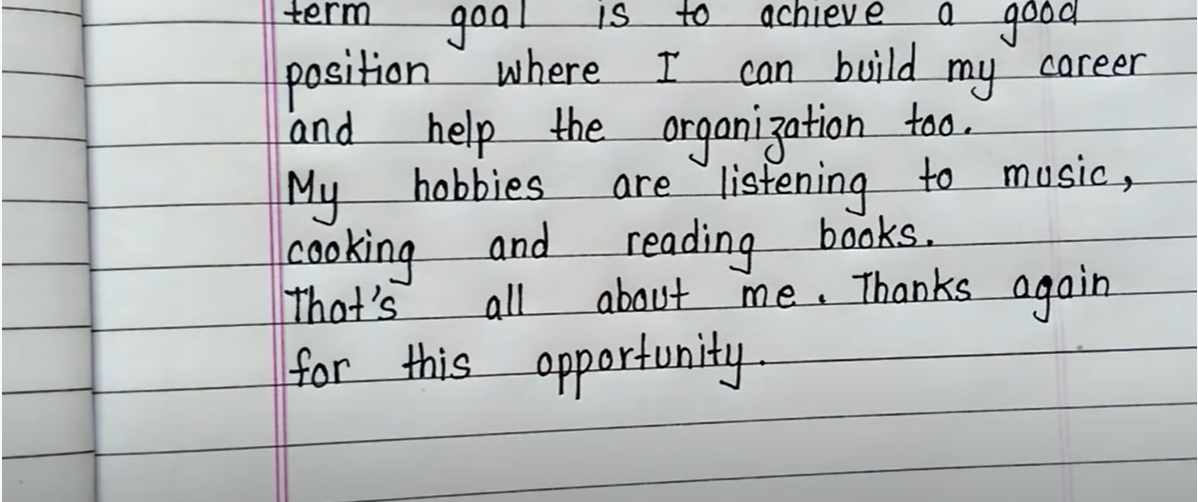 term goal is to achieve a good
position where I can build my career
and help the organization too.
My hobbies are listening to music,
cooking and reading books.
That's all about me. Thanks again
for this opportunity.